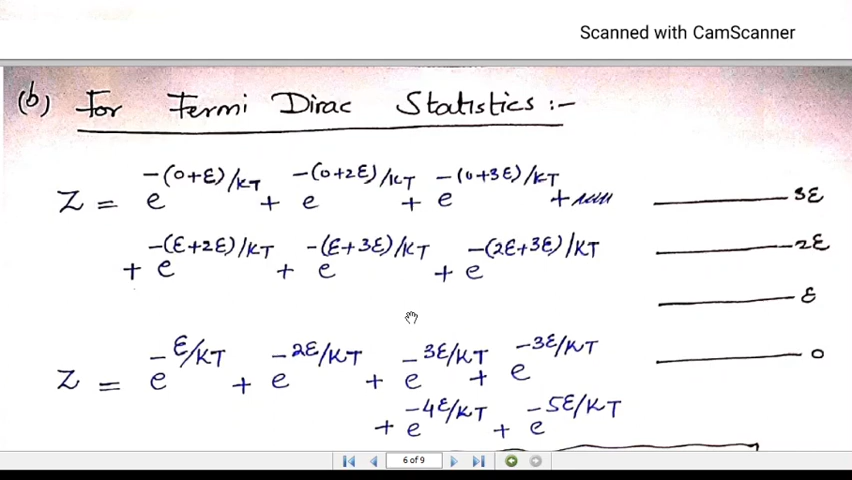 Scanned with CamScanner
(b) For Fermi Dirac Statistics :-
Z = e^-(0+ε)/KT + e^-(0+2ε)/KT + e^-(0+3ε)/KT +
+ e^-(ε+2ε)/KT + e^-(ε+3ε)/KT + e^-(2ε+3ε)/KT
3ε
2ε
ε
0
Z = e^-ε/KT + e^-2ε/KT + e^-3ε/KT + e^-3ε/KT
+ e^-4ε/KT + e^-5ε/KT
6 of 9